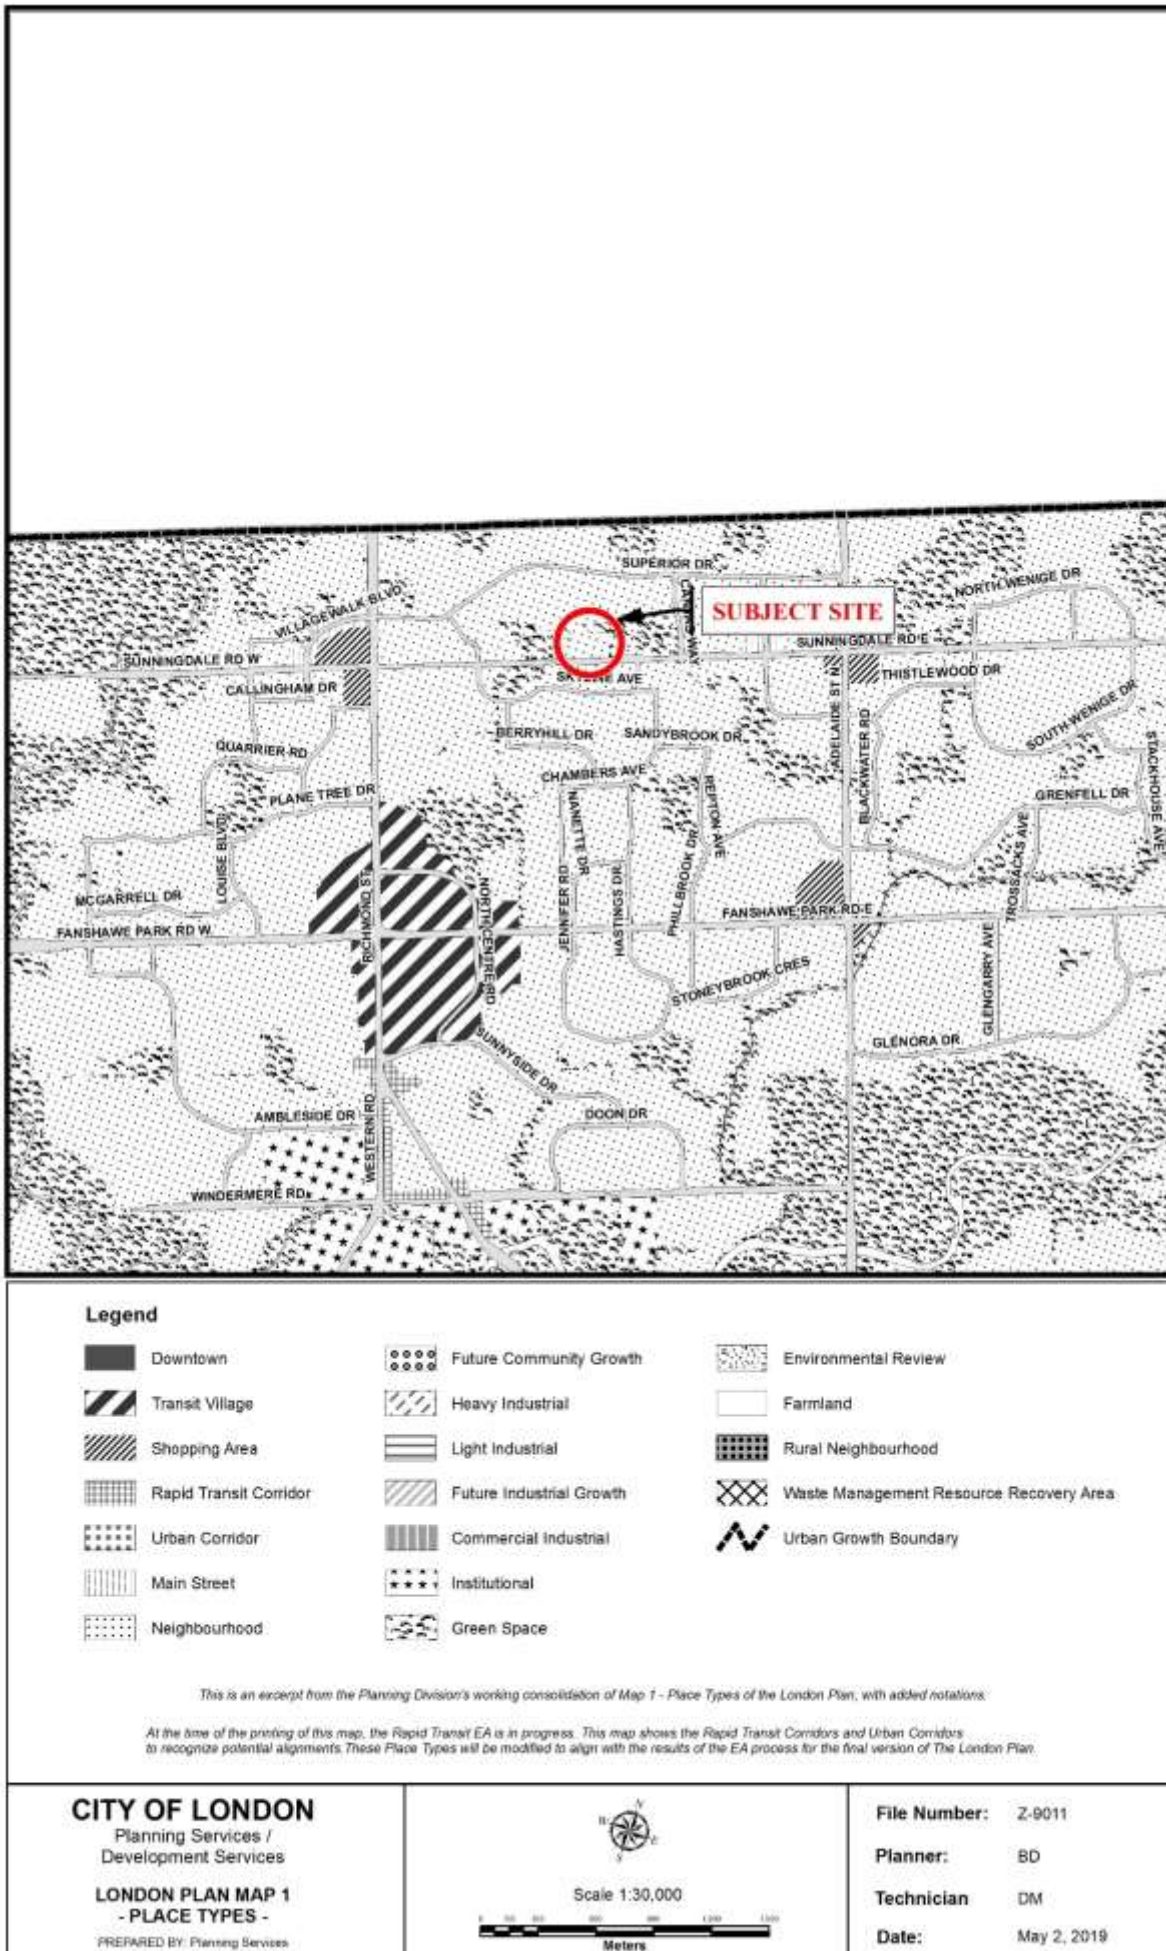 SUPERIOR DR
NORTH WENIGE DR
VILLAGEWALK BLVD
SUBJECT SITE
SUNNINGDALE RD E
SUNNINGDALE RD W
THISTLEWOOD DR
CALLINGHAM DR
ADELAIDE ST N
SOUTH WENIGE DR
BERRYHILL DR
SANDYBROOK DR
BLACKWATER RD
QUARRIER RD
STACKHOUSE AVE
CHAMBERS AVE
PLANE TREE DR
NANETTE DR
REPTON AVE
GRENFELL DR
LOUISE BLVD
TROSSACKS AVE
PHILLBROOK DR
MCGARRELL DR
JENNIFER RD
HASTINGS DR
FANSHAWE PARK RD E
FANSHAWE PARK RD W
RICHMOND ST
NORTH CENTRE RD
GLENGARRY AVE
STONEYBROOK CRES
SUNNYSIDE DR
GLENORA DR
AMBLESIDE DR
DOON DR
WESTERN RD
WINDERMERE RD
Legend
Downtown
Transit Village
Shopping Area
Rapid Transit Corridor
Urban Corridor
Main Street
Neighbourhood
Future Community Growth
Heavy Industrial
Light Industrial
Future Industrial Growth
Commercial Industrial
Institutional
Green Space
Environmental Review
Farmland
Rural Neighbourhood
Waste Management Resource Recovery Area
Urban Growth Boundary
This is an excerpt from the Planning Division's working consolidation of Map 1 - Place Types of the London Plan, with added notations.
At the time of the printing of this map, the Rapid Transit EA is in progress. This map shows the Rapid Transit Corridors and Urban Corridors
to recognize potential alignments. These Place Types will be modified to align with the results of the EA process for the final version of The London Plan.
CITY OF LONDON
Planning Services /
Development Services
LONDON PLAN MAP 1
- PLACE TYPES -
PREPARED BY: Planning Services
N
W
E
S
Scale 1:30,000
Meters
File Number: Z-9011
Planner: BD
Technician DM
Date: May 2, 2019